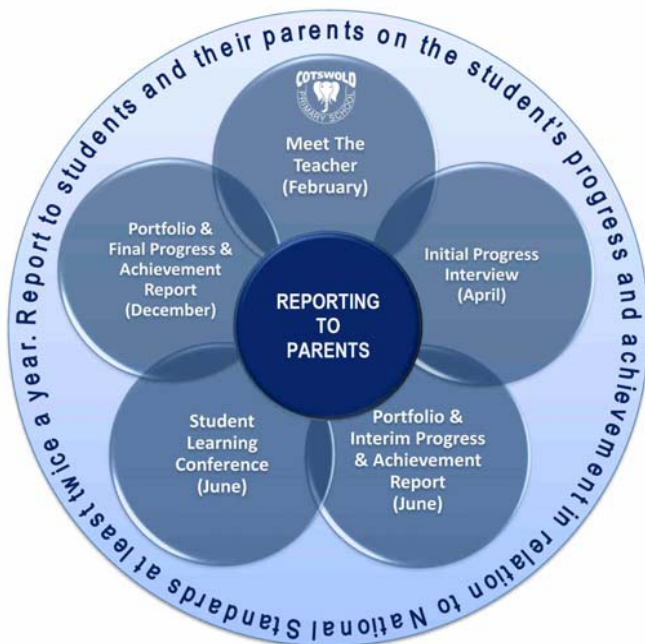 Report to students and their parents on the student's progress and achievement in relation to National Standards at least twice a year.
COTSWOLD
PRIMARY SCHOOL
Meet The
Teacher
(February)
Initial Progress
Interview
(April)
Portfolio &
Interim Progress
& Achievement
Report
(June)
Student
Learning
Conference
(June)
Portfolio &
Final Progress &
Achievement
Report
(December)
REPORTING
TO
PARENTS